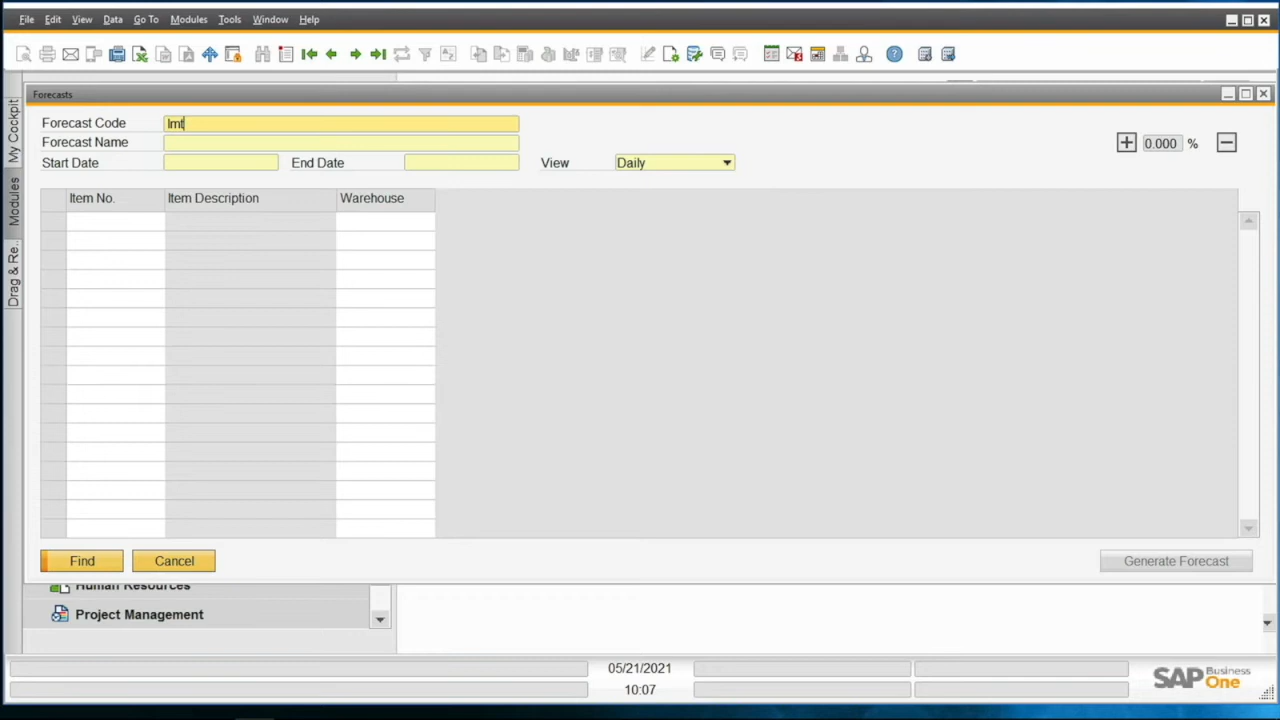 File Edit View Data Go To Modules Tools Window Help
Forecasts
My Cockpit
Modules
Drag & Re..
Forecast Code lmt
Forecast Name
Start Date End Date View Daily
0.000 %
Item No. Item Description Warehouse
Find Cancel Generate Forecast
Human Resources
Project Management
05/21/2021
10:07
SAP Business One